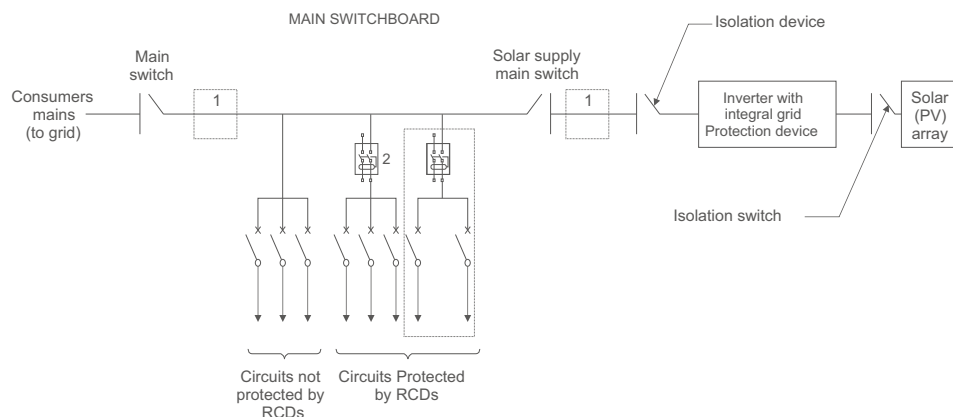 MAIN SWITCHBOARD
Isolation device
Main
switch
Solar supply
main switch
Consumers
mains
(to grid)
1
1
Inverter with
integral grid
Protection device
Solar
(PV)
array
2
Isolation switch
Circuits not
protected by
RCDs
Circuits Protected
by RCDs